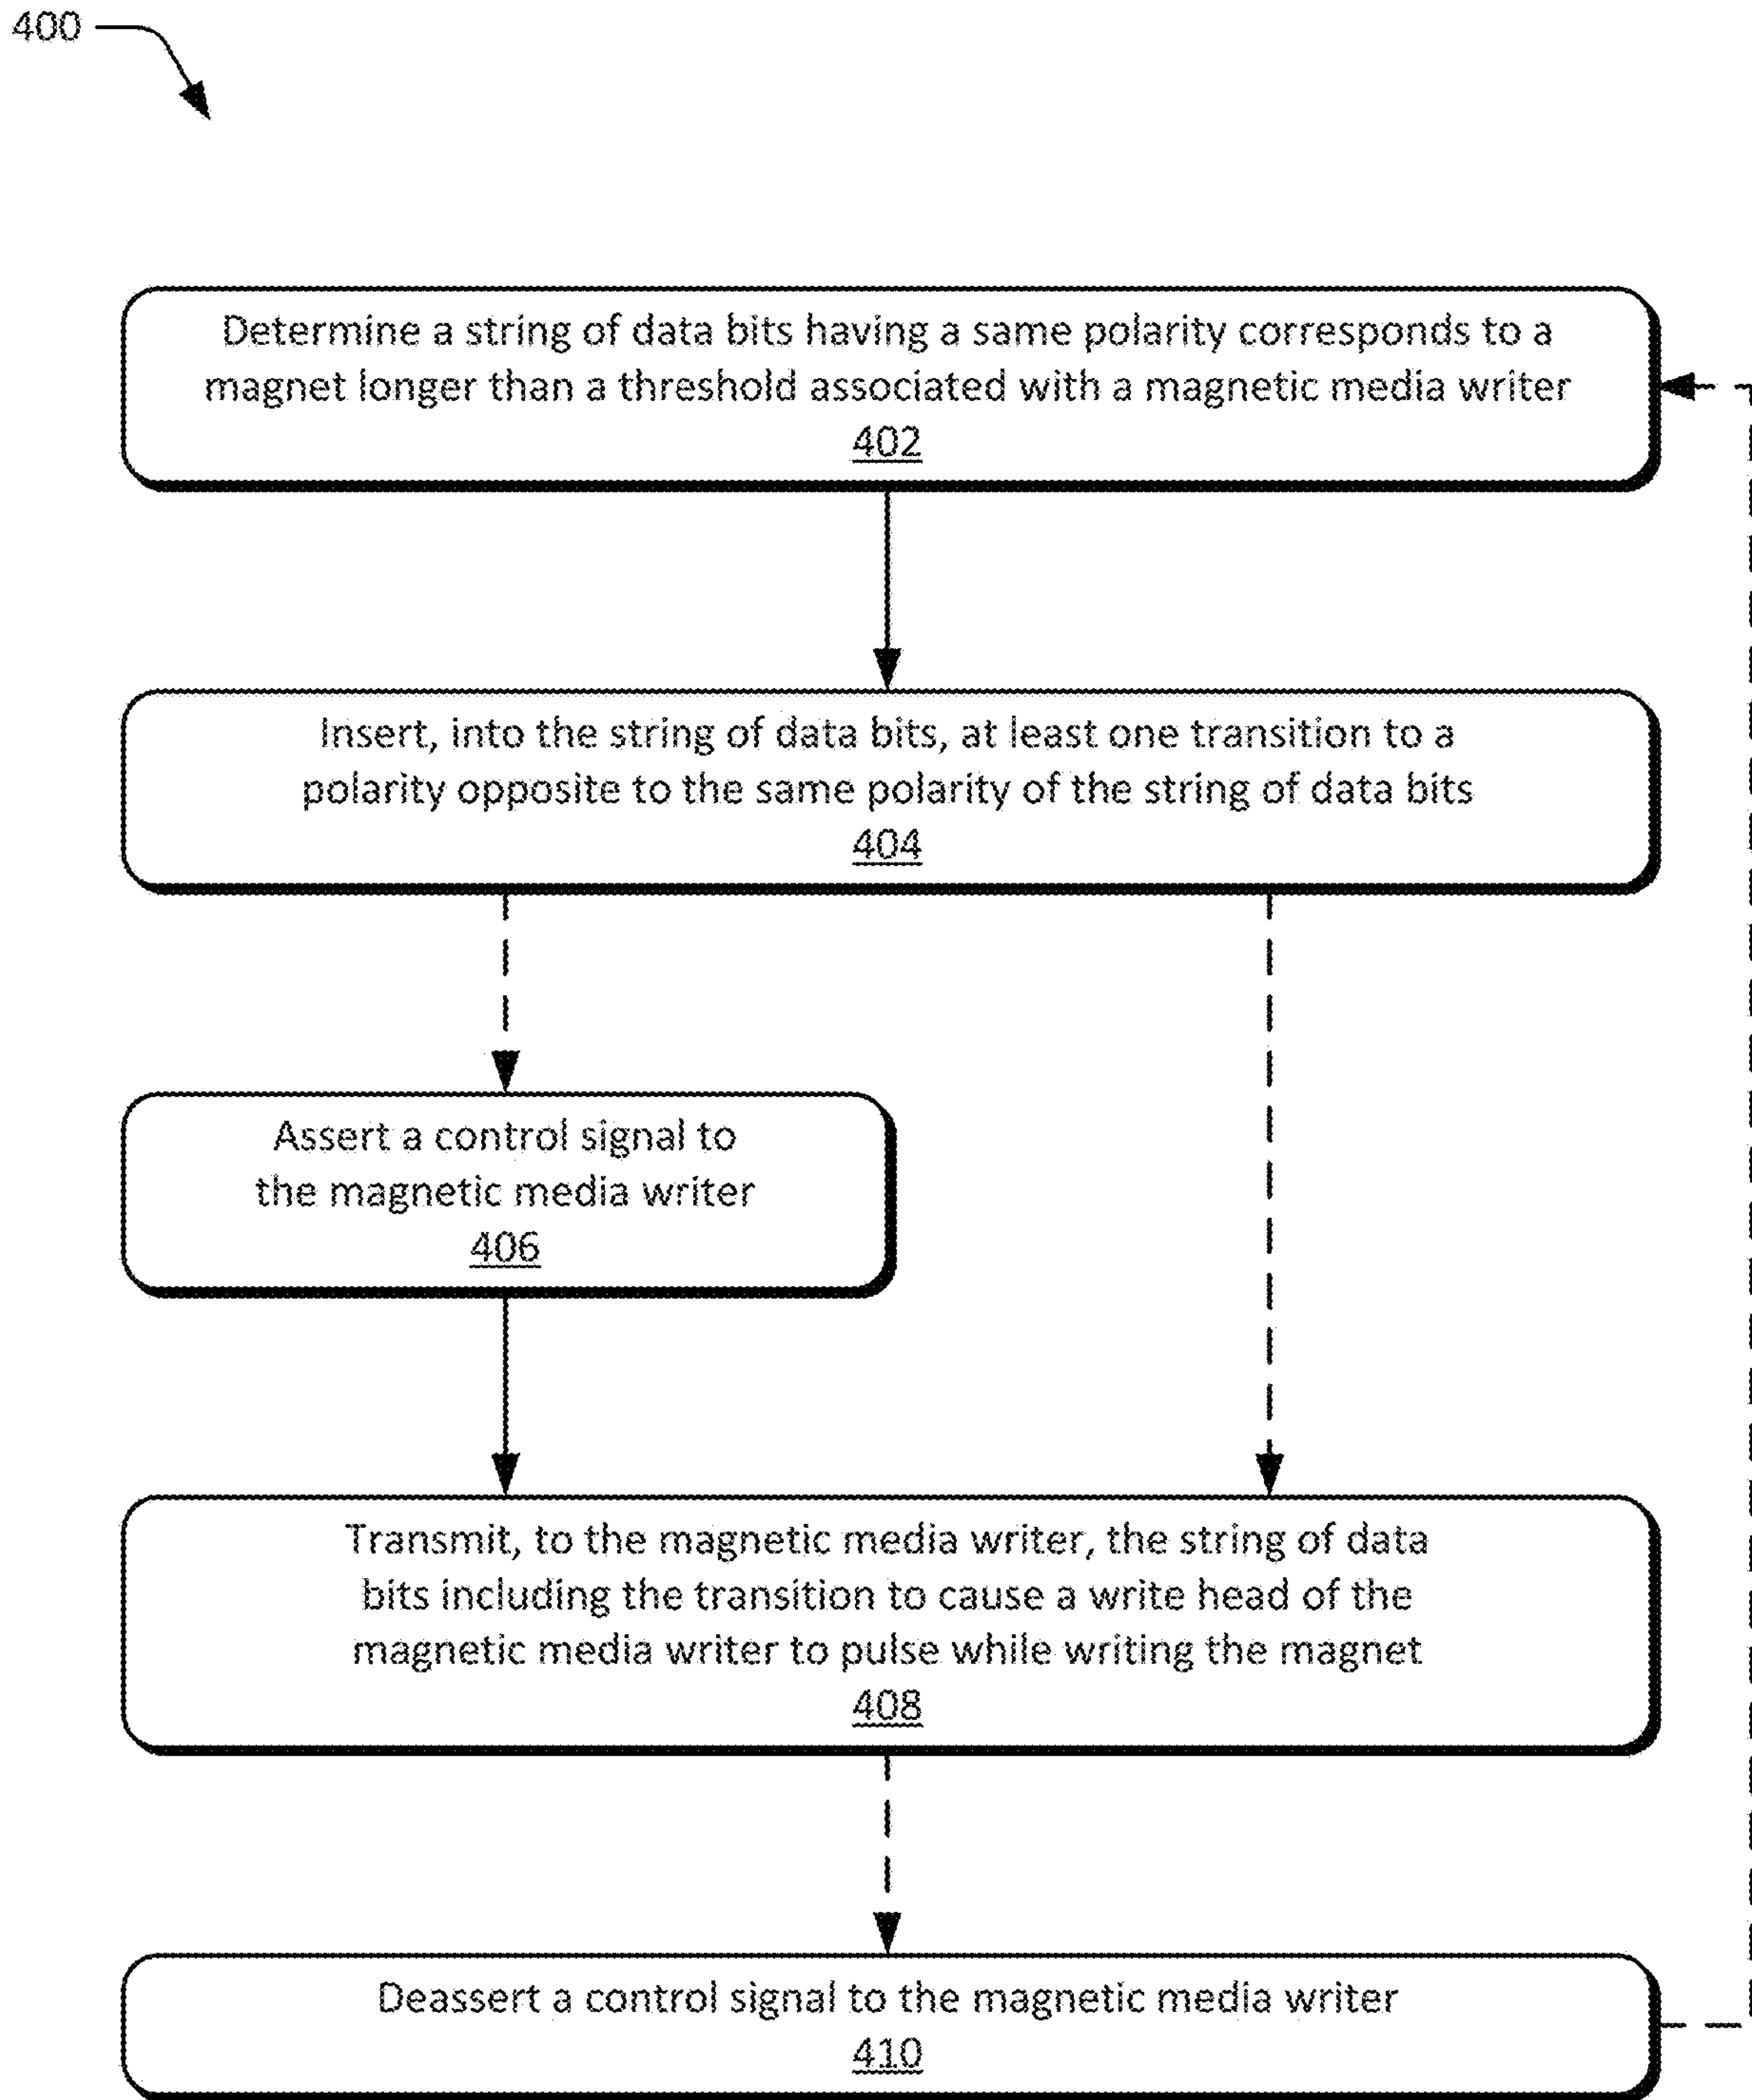 400
Determine a string of data bits having a same polarity corresponds to a
magnet longer than a threshold associated with a magnetic media writer
402
Insert, into the string of data bits, at least one transition to a
polarity opposite to the same polarity of the string of data bits
404
Assert a control signal to
the magnetic media writer
406
Transmit, to the magnetic media writer, the string of data
bits including the transition to cause a write head of the
magnetic media writer to pulse while writing the magnet
408
Deassert a control signal to the magnetic media writer
410